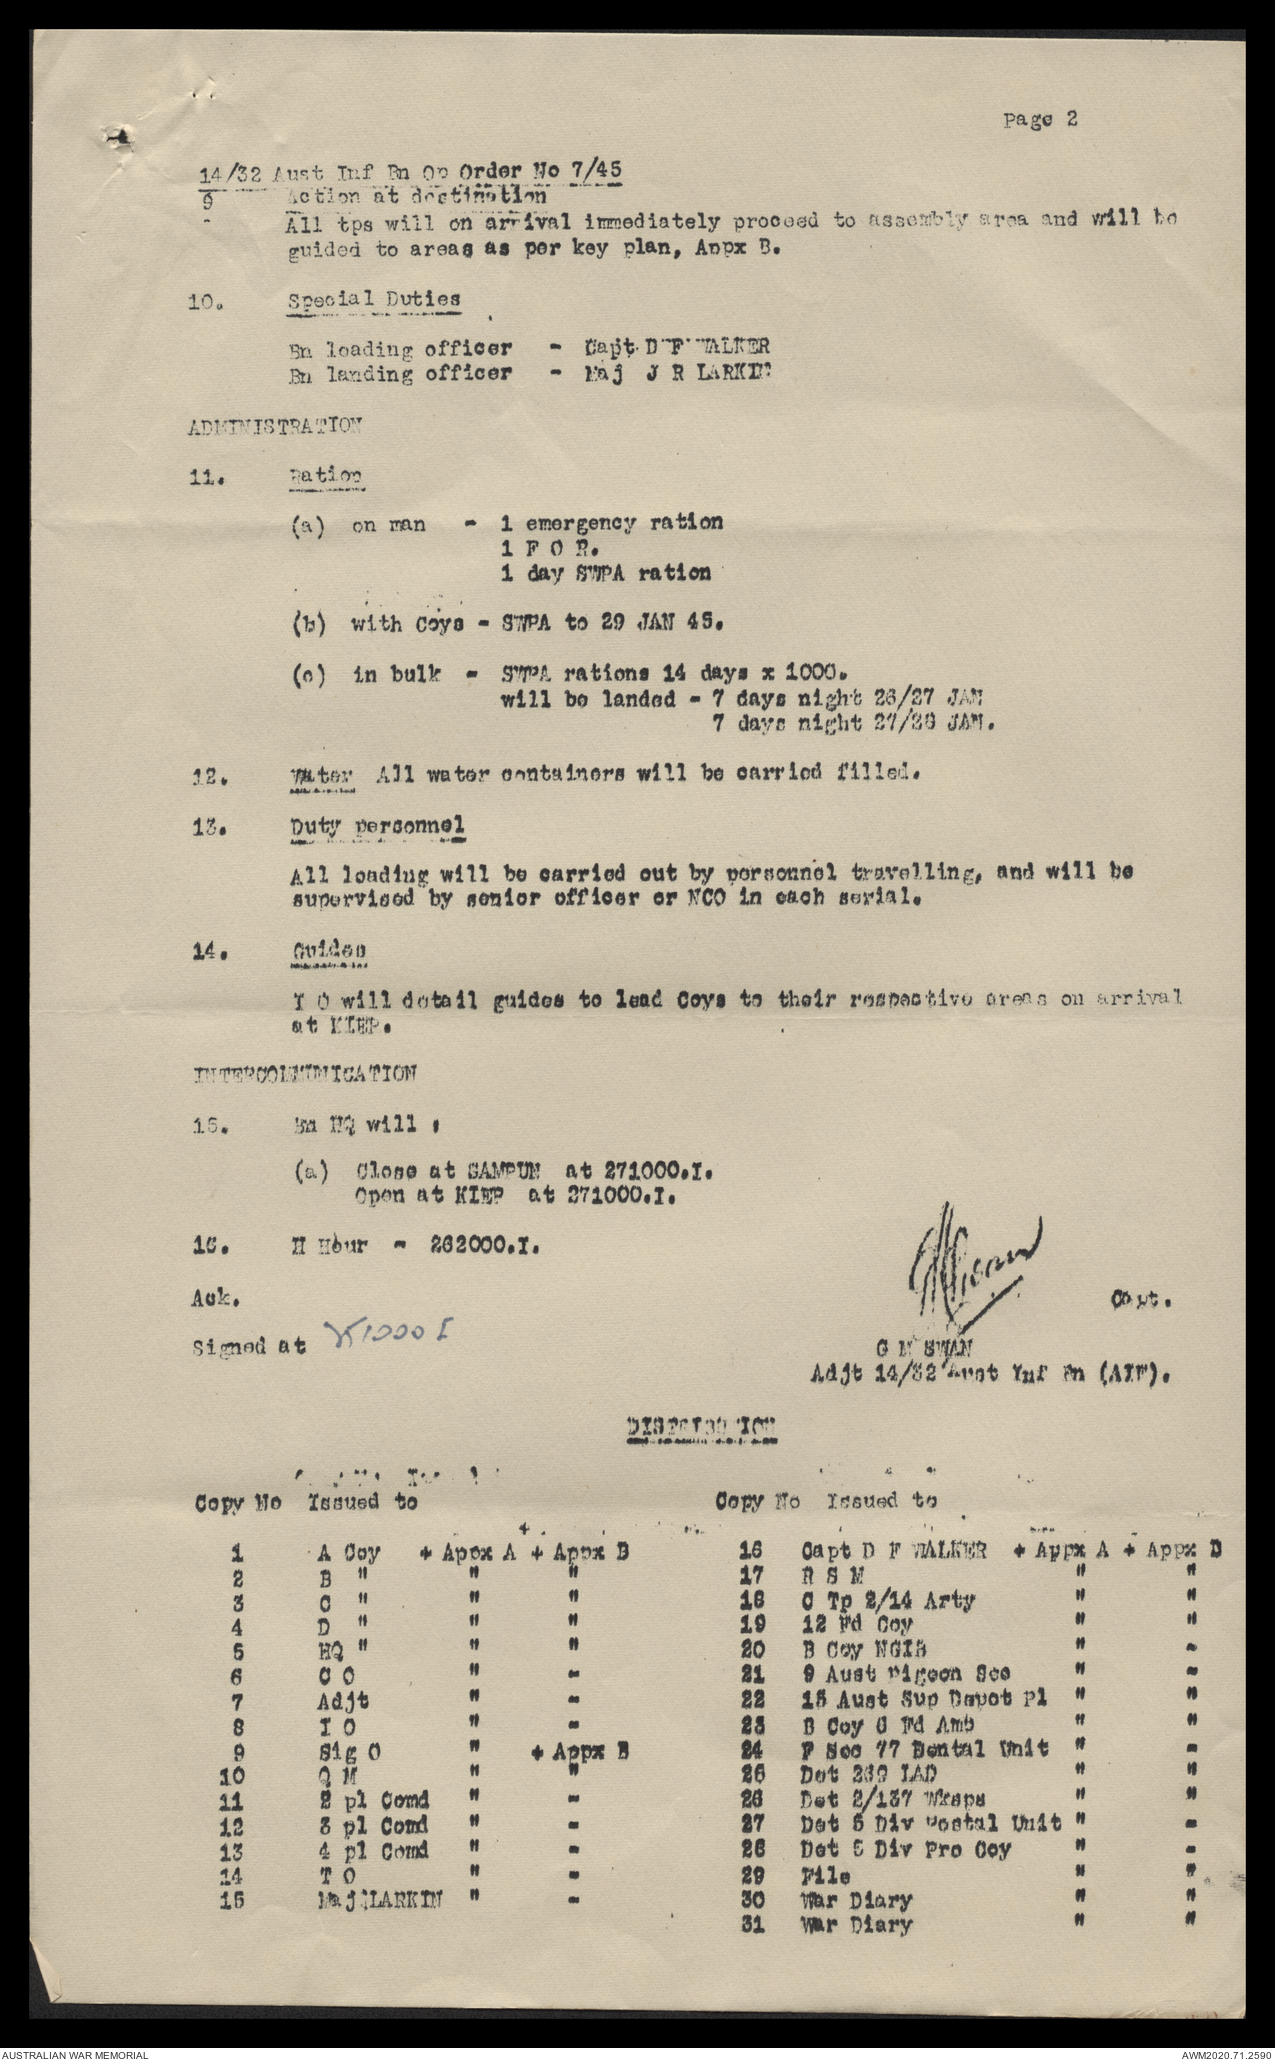 Page 2
14/32 Aust Inf Bn Op Order No 7/45
9 Action at destination
All tps will on arrival immediately proceed to assembly area and will be
guided to areas as per key plan, Appx B.
10. Special Duties
Bn loading officer - Capt D F WALKER
Bn landing officer - Maj J R LARKIN
ADMINISTRATION
11. Ration
(a) on man - 1 emergency ration
1 F O R.
1 day SWPA ration
(b) with Coys - SWPA to 29 JAN 45.
(c) in bulk - SWPA rations 14 days x 1000.
will be landed - 7 days night 26/27 JAN
7 days night 27/28 JAN.
12. Water All water containers will be carried filled.
13. Duty personnel
All loading will be carried out by personnel travelling, and will be
supervised by senior officer or NCO in each serial.
14. Guides
I O will detail guides to lead Coys to their respective areas on arrival
at KIEP.
INTERCOMMUNICATION
15. Bn HQ will :
(a) Close at SAMPUN at 271000.I.
Open at KIEP at 271000.I.
16. H Hour - 262000.I.
Ack. Capt.
Signed at 1000 I
G M SWAN
Adjt 14/32 Aust Inf Bn (AIF).
DISTRIBUTION
Copy No Issued to Copy No Issued to
1 A Coy + Appx A + Appx B 16 Capt D F WALKER + Appx A + Appx B
2 B " " " 17 R S M " "
3 C " " " 18 C Tp 2/14 Arty " "
4 D " " " 19 12 Fd Coy " "
5 HQ " " " 20 B Coy NGIB " -
6 C O " - 21 9 Aust Pigeon Sec " -
7 Adjt " - 22 15 Aust Sup Depot Pl " "
8 I O " - 23 B Coy 6 Fd Amb " "
9 Sig O " + Appx B 24 F Sec 77 Dental Unit " -
10 Q M " " 25 Det 269 LAD " "
11 2 pl Comd " - 26 Det 2/137 Wksps " "
12 3 pl Comd " - 27 Det 5 Div Postal Unit " -
13 4 pl Comd " - 28 Det 5 Div Pro Coy " -
14 T O " - 29 File " "
15 Maj LARKIN " - 30 War Diary " "
31 War Diary " "
AUSTRALIAN WAR MEMORIAL AWM2020.71.2590